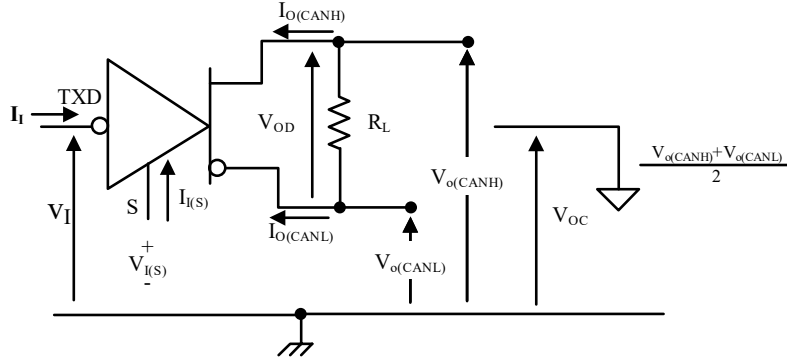 I_O(CANH)
I_I
TXD
V_OD
R_L
V_o(CANH)+V_o(CANL)
2
V_o(CANH)
V_OC
V_I
S
I_I(S)
I_O(CANL)
+
V_I(S)
-
V_o(CANL)